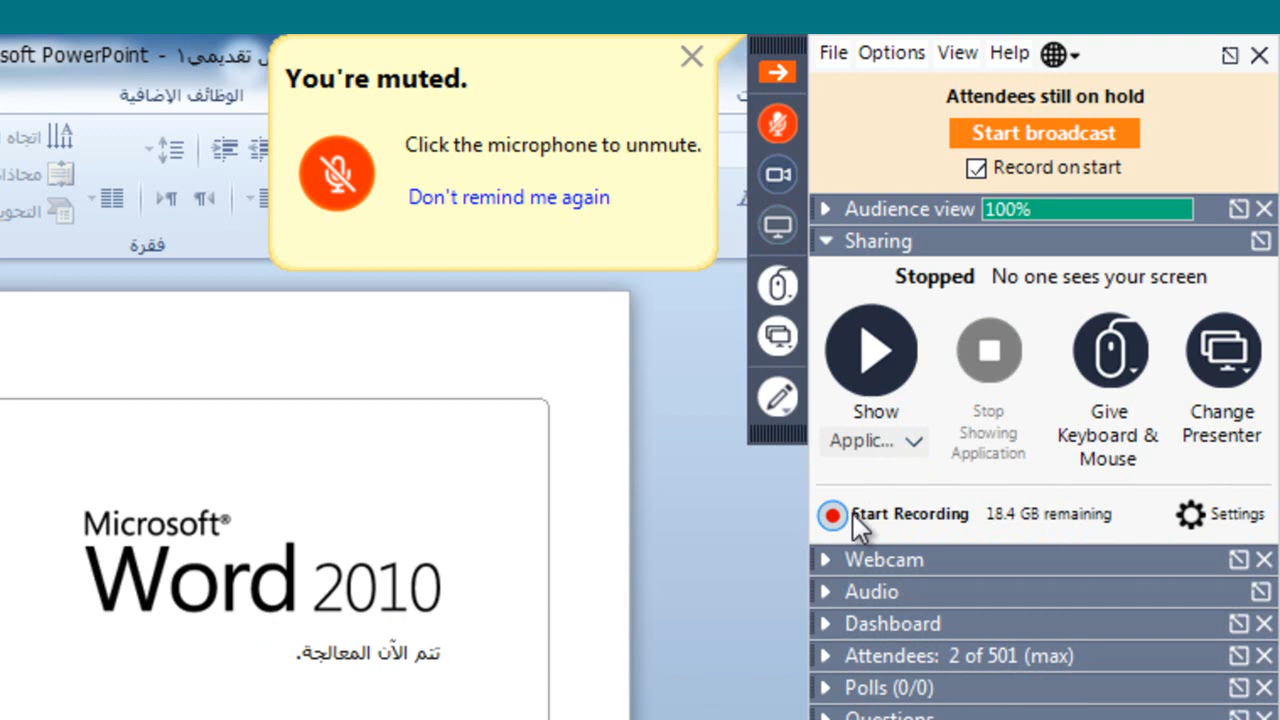 soft PowerPoint - ل تقديمي١
الوظائف الإضافية
اتجاه ا
محاذا
التحوي
فقرة
You're muted.
Click the microphone to unmute.
Don't remind me again
Microsoft®
Word 2010
تتم الآن المعالجة.
File Options View Help
Attendees still on hold
Start broadcast
Record on start
Audience view 100%
Sharing
Stopped No one sees your screen
Show
Applic...
Stop
Showing
Application
Give
Keyboard &
Mouse
Change
Presenter
Start Recording 18.4 GB remaining Settings
Webcam
Audio
Dashboard
Attendees: 2 of 501 (max)
Polls (0/0)
Questions